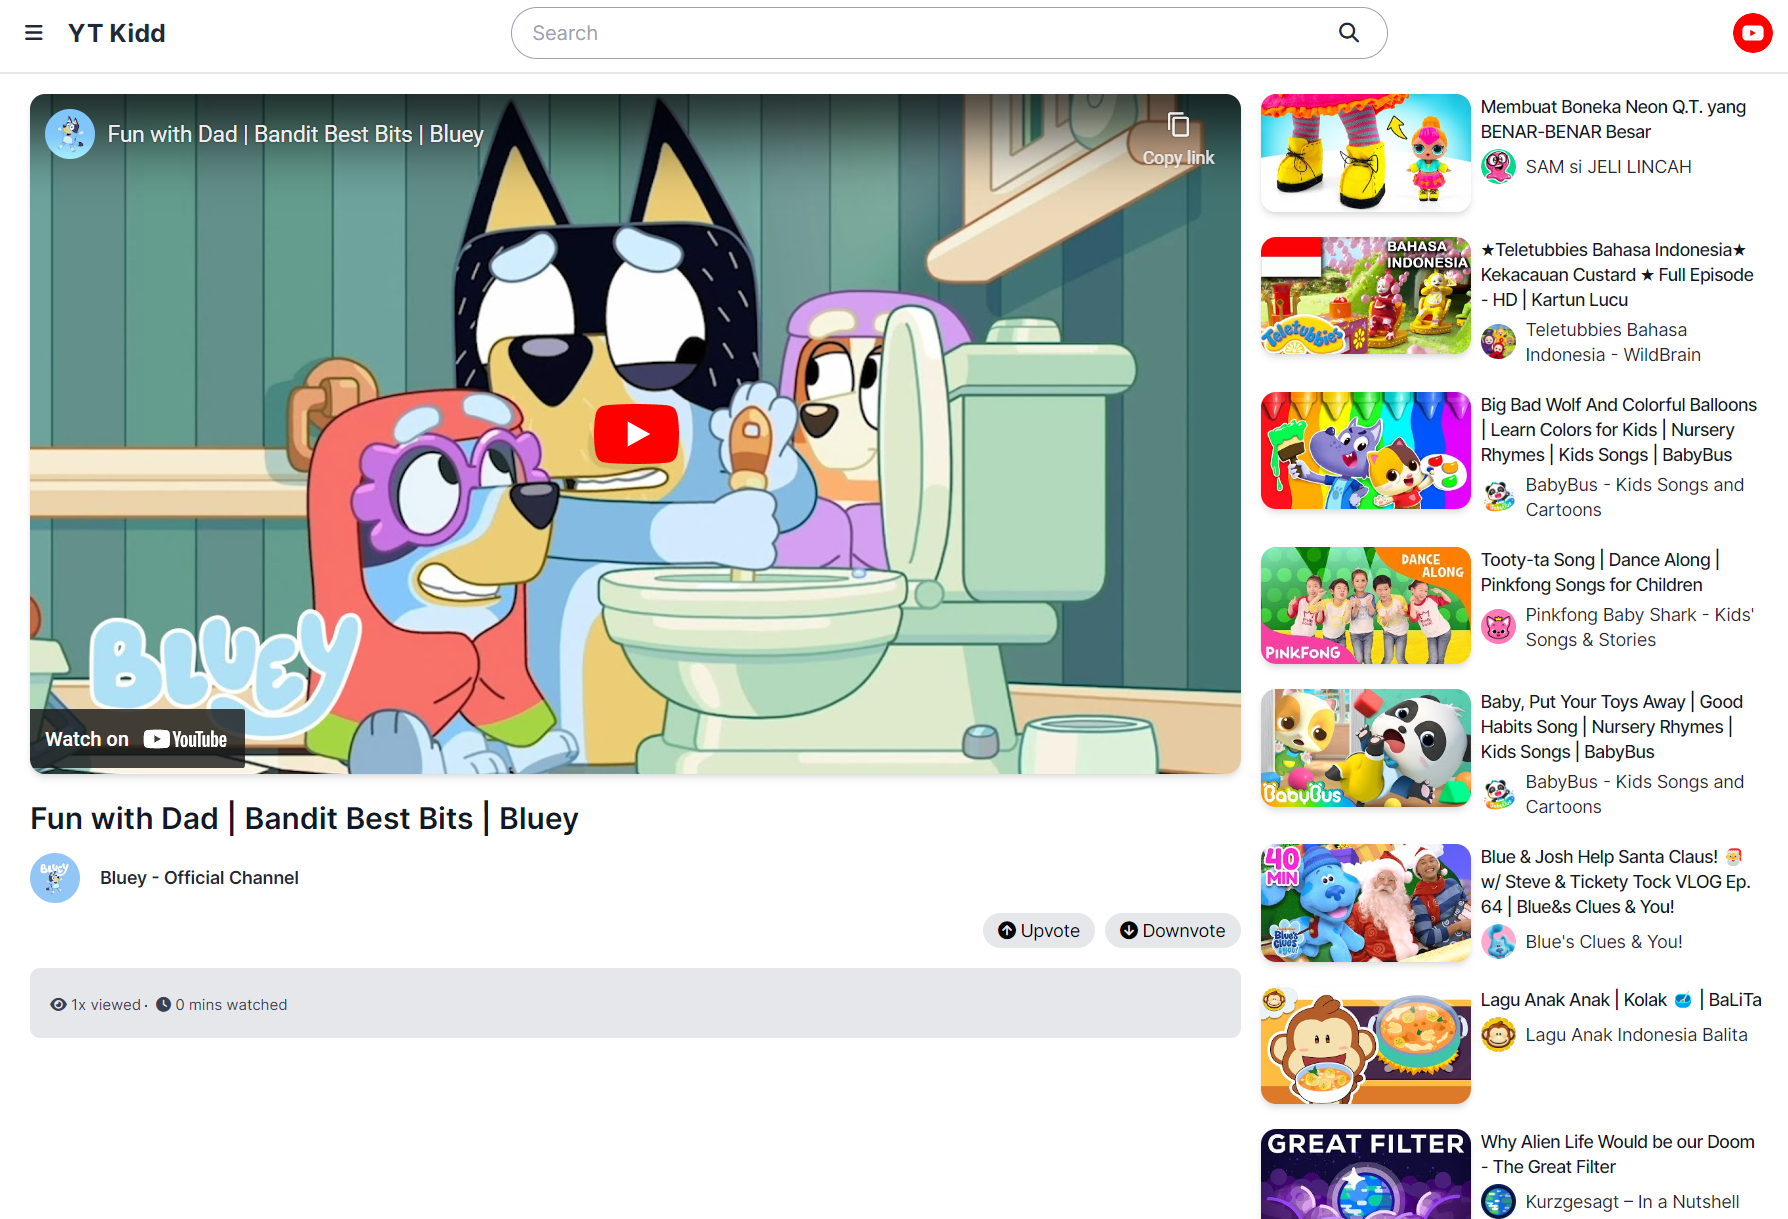 YT Kidd
Search
Fun with Dad | Bandit Best Bits | Bluey
Copy link
BLUEY
Watch on YouTube
Fun with Dad | Bandit Best Bits | Bluey
BLUEY
Bluey - Official Channel
Upvote
Downvote
1x viewed · 0 mins watched
Membuat Boneka Neon Q.T. yang
BENAR-BENAR Besar
SAM si JELI LINCAH
BAHASA
INDONESIA
Teletubbies
★Teletubbies Bahasa Indonesia★
Kekacauan Custard ★ Full Episode
- HD | Kartun Lucu
Teletubbies Bahasa
Indonesia - WildBrain
Big Bad Wolf And Colorful Balloons
| Learn Colors for Kids | Nursery
Rhymes | Kids Songs | BabyBus
BabyBus - Kids Songs and
Cartoons
DANCE
ALONG
PINKFONG
Tooty-ta Song | Dance Along |
Pinkfong Songs for Children
Pinkfong Baby Shark - Kids'
Songs & Stories
BabyBus
Baby, Put Your Toys Away | Good
Habits Song | Nursery Rhymes |
Kids Songs | BabyBus
BabyBus - Kids Songs and
Cartoons
40
MIN
Blue's
Clues
& YOU!
Blue & Josh Help Santa Claus! 🎅
w/ Steve & Tickety Tock VLOG Ep.
64 | Blue&s Clues & You!
Blue's Clues & You!
Lagu Anak Anak | Kolak 🥣 | BaLiTa
Lagu Anak Indonesia Balita
GREAT FILTER
Why Alien Life Would be our Doom
- The Great Filter
Kurzgesagt – In a Nutshell